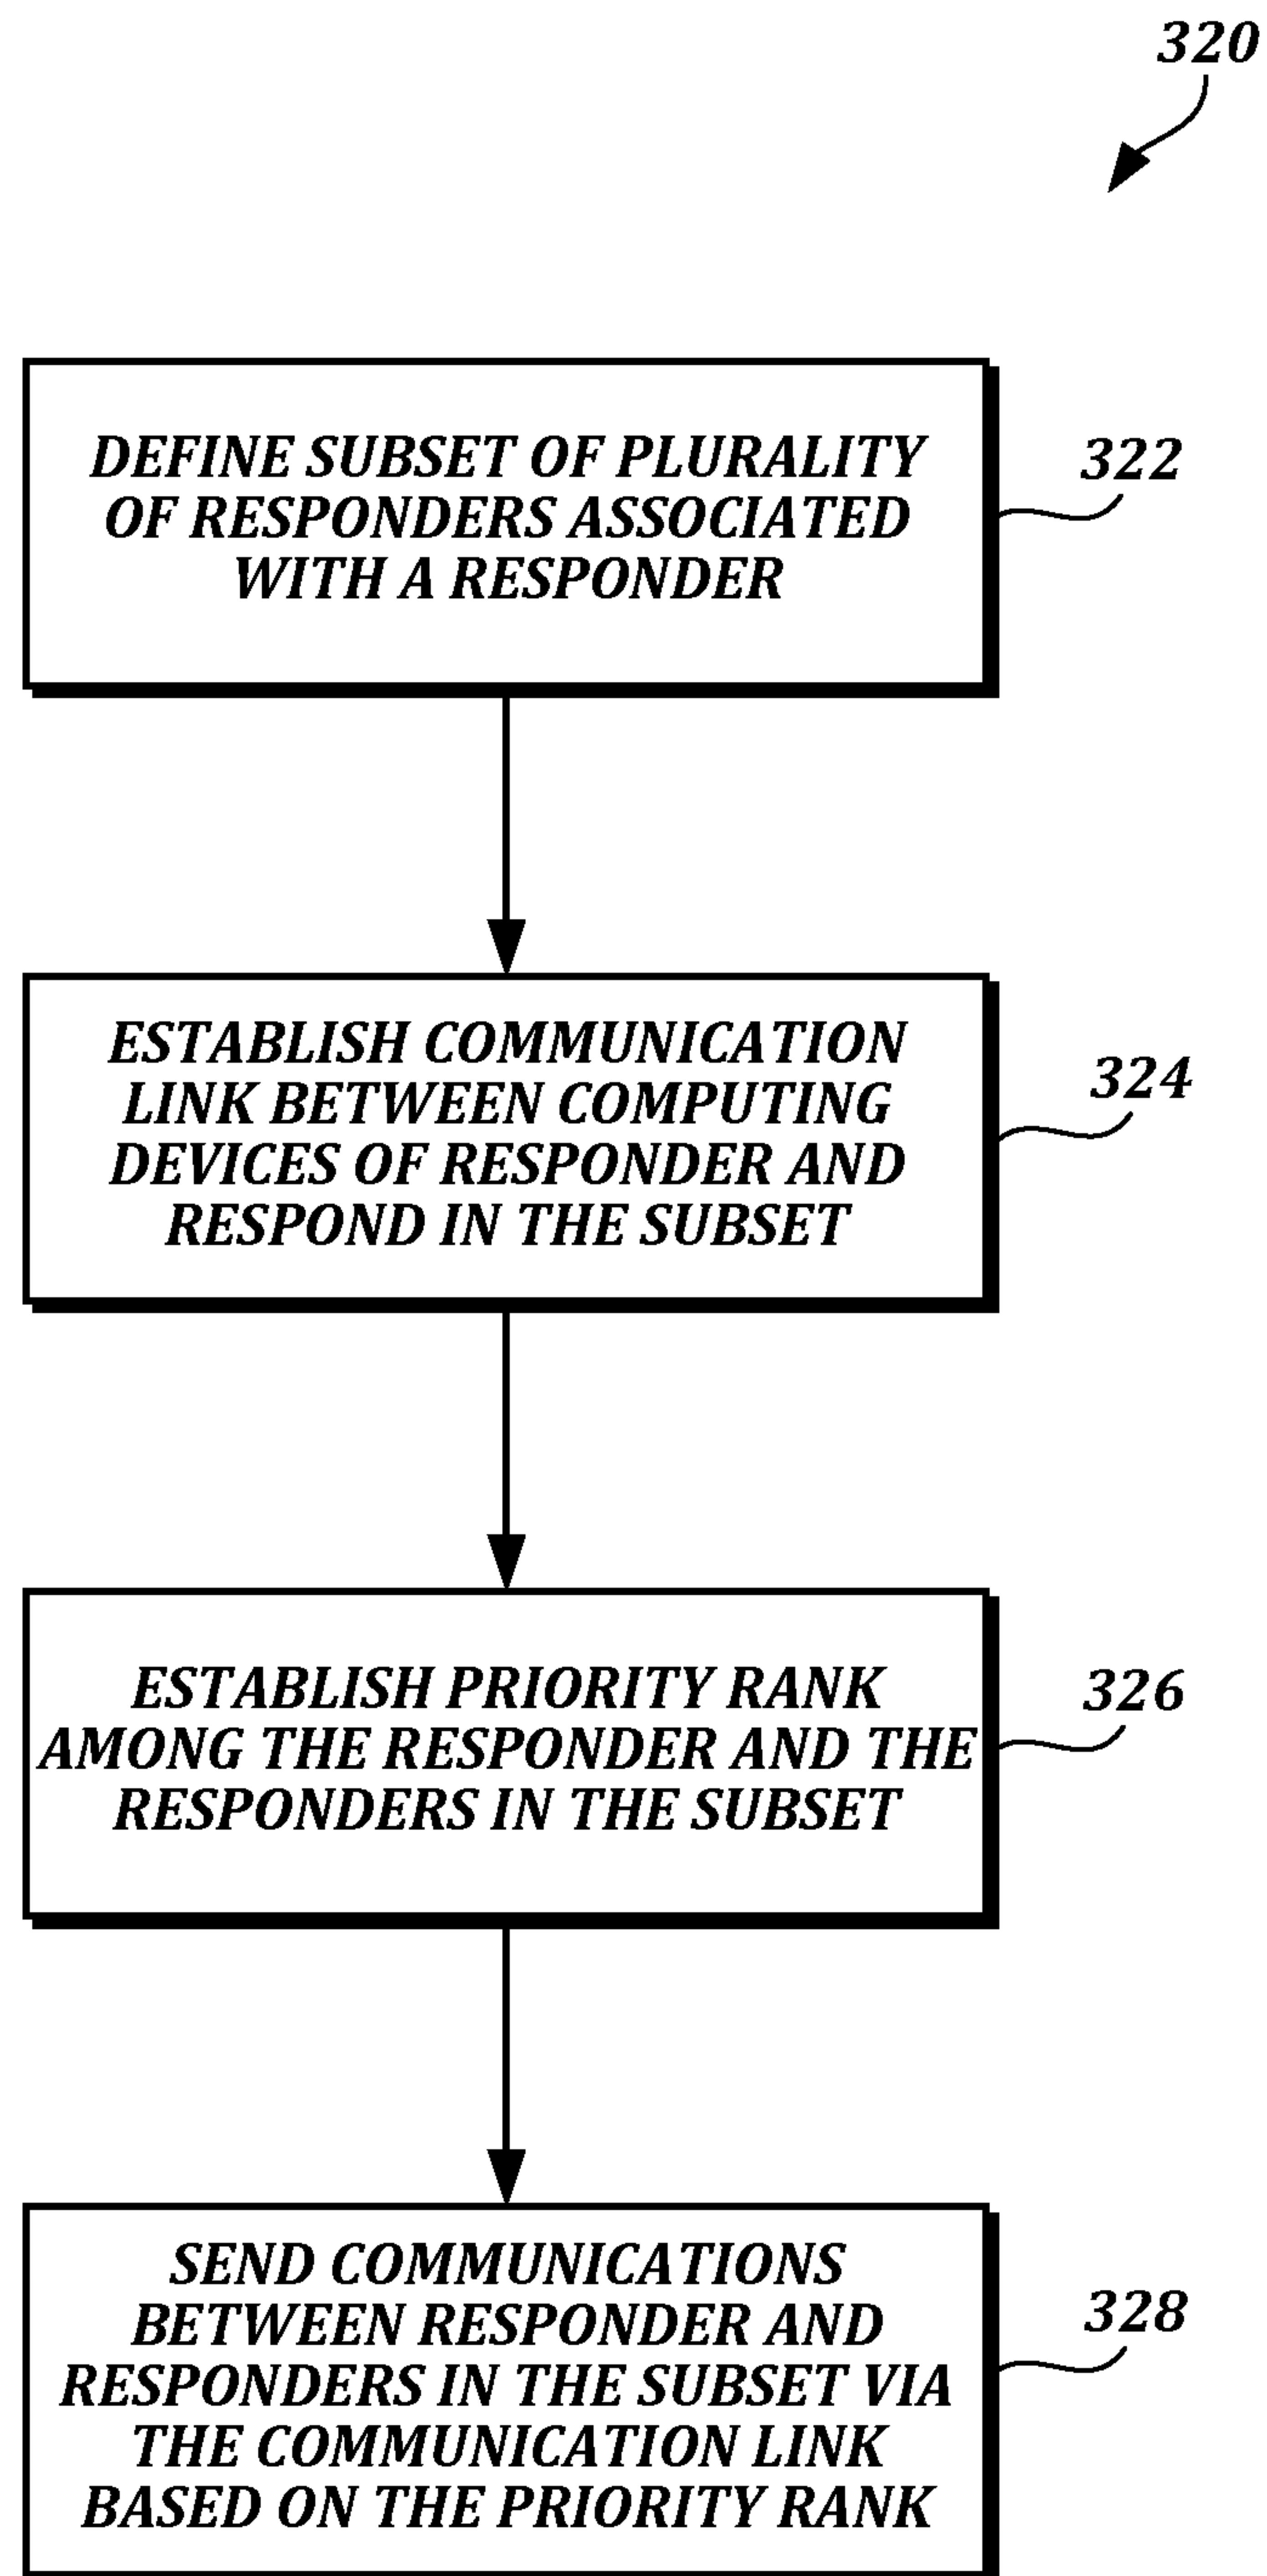 320
DEFINE SUBSET OF PLURALITY
OF RESPONDERS ASSOCIATED
WITH A RESPONDER
322
ESTABLISH COMMUNICATION
LINK BETWEEN COMPUTING
DEVICES OF RESPONDER AND
RESPOND IN THE SUBSET
324
ESTABLISH PRIORITY RANK
AMONG THE RESPONDER AND THE
RESPONDERS IN THE SUBSET
326
SEND COMMUNICATIONS
BETWEEN RESPONDER AND
RESPONDERS IN THE SUBSET VIA
THE COMMUNICATION LINK
BASED ON THE PRIORITY RANK
328